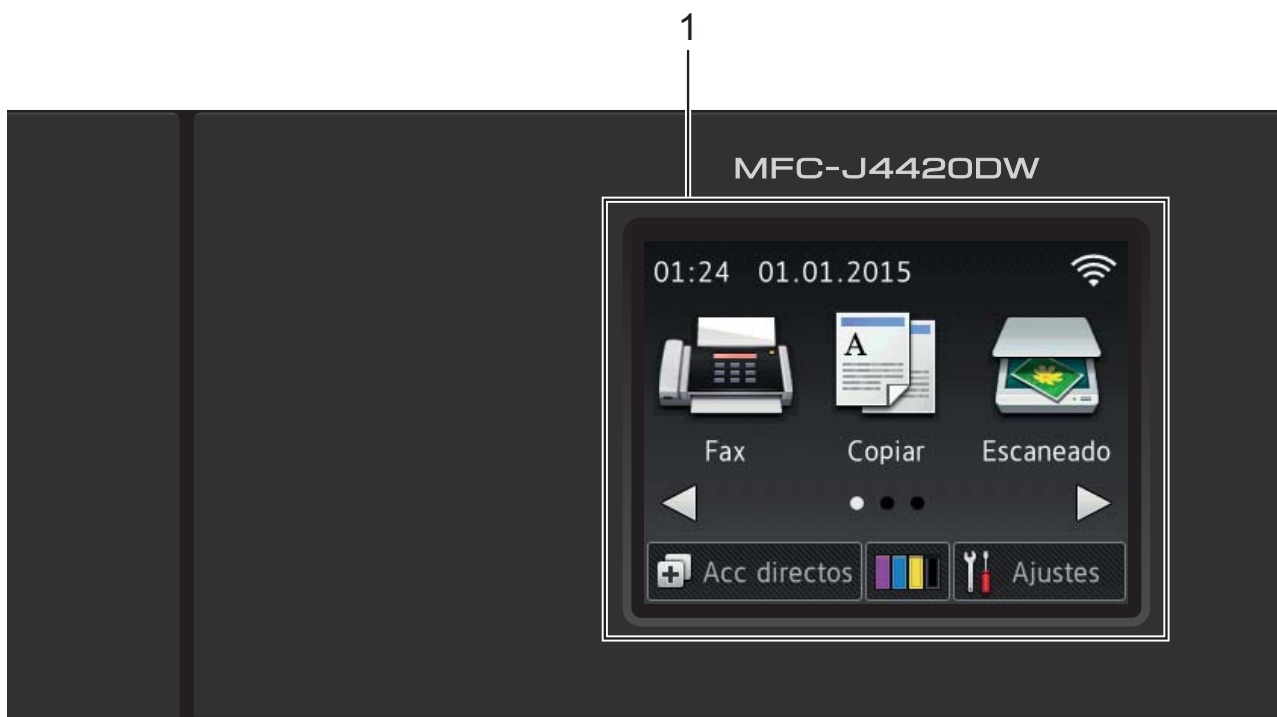 1
MFC-J4420DW
01:24 01.01.2015
A
Fax Copiar Escaneado
Acc directos Ajustes